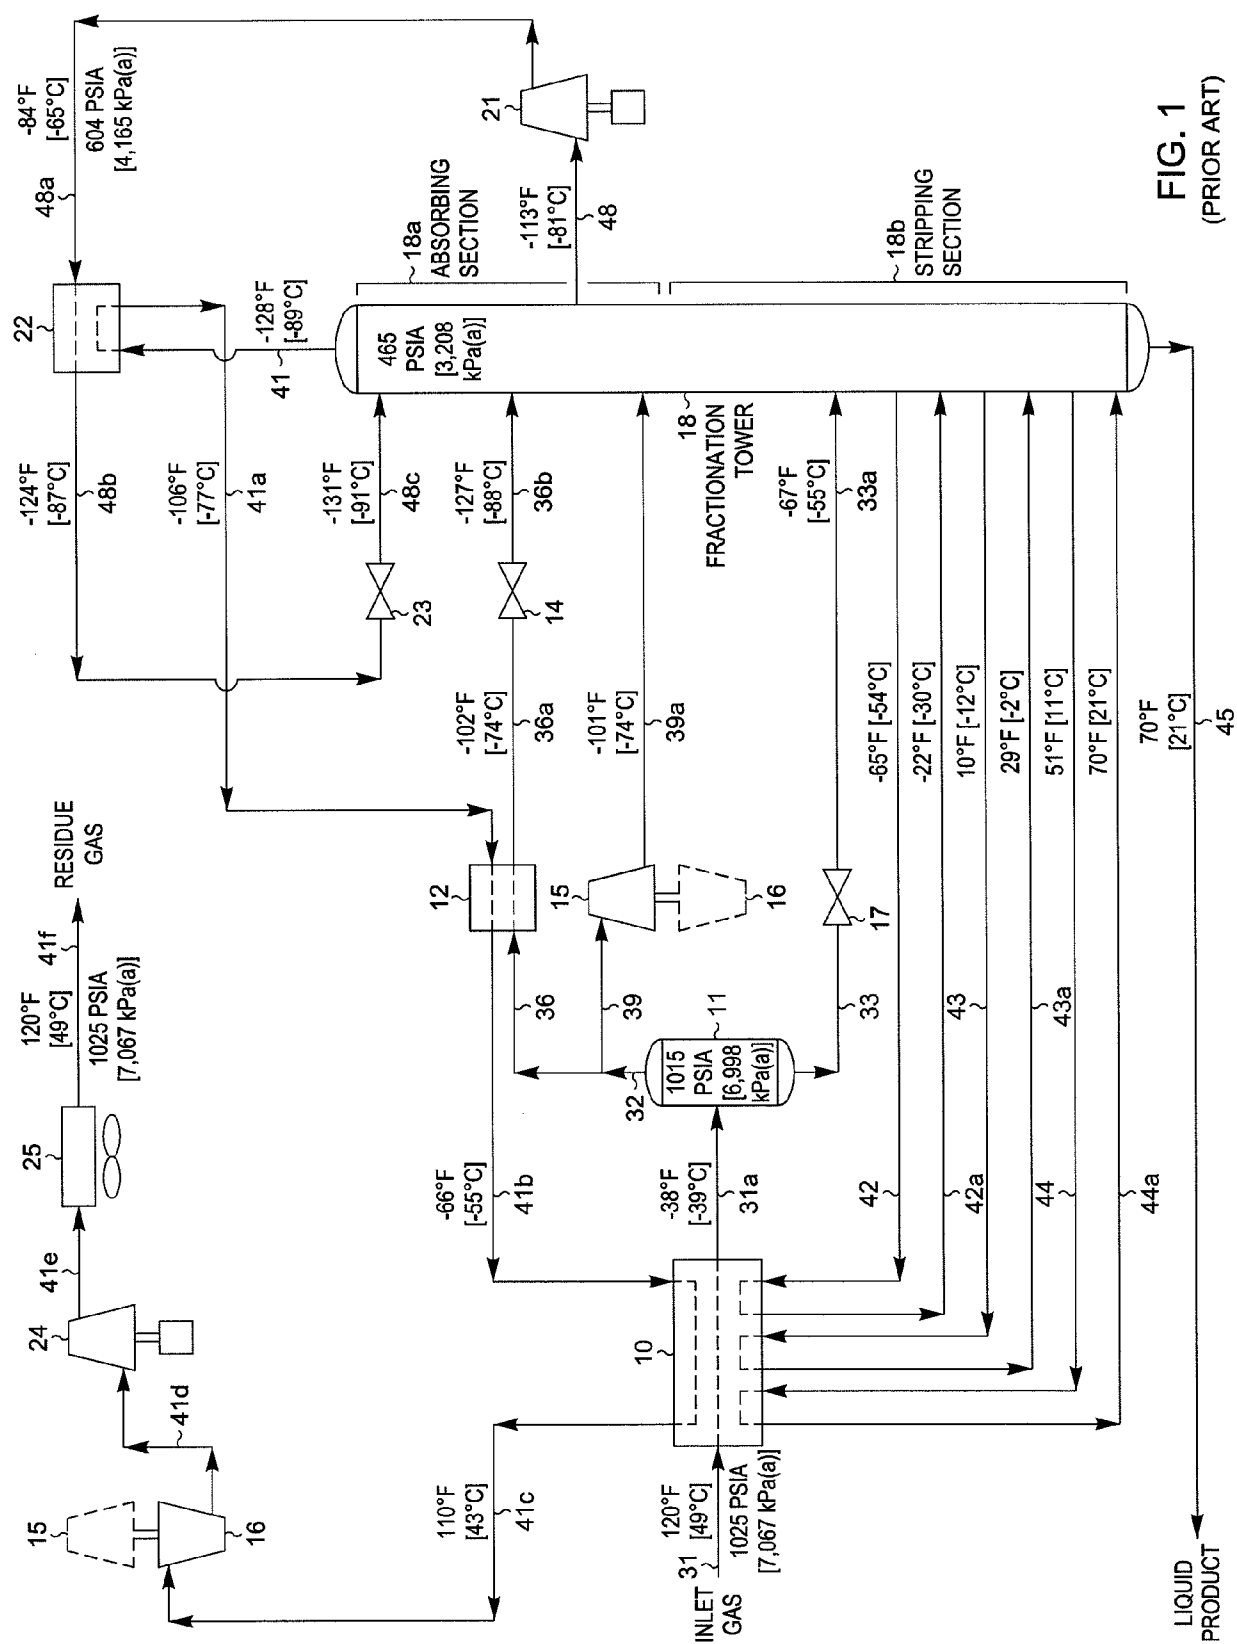 FIG. 1
(PRIOR ART)
15
16
41d
24
41e
25
120°F
[49°C]
1025 PSIA
[7,067 kPa(a)]
41f
RESIDUE
GAS
110°F
[43°C]
41c
-66°F
[-55°C]
41b
12
-106°F
[-77°C]
41a
-124°F
[-87°C]
48b
22
48a
-84°F
[-65°C]
604 PSIA
[4,165 kPa(a)]
-128°F
[-89°C]
41
-131°F
[-91°C]
48c
23
21
-113°F
[-81°C]
48
18a
ABSORBING
SECTION
18b
STRIPPING
SECTION
465
PSIA
[3,208
kPa(a)]
18
FRACTIONATION
TOWER
-127°F
[-88°C]
36b
14
-102°F
[-74°C]
36a
36
15
16
-101°F
[-74°C]
39a
39
-67°F
[-55°C]
33a
17
33
32
11
1015
PSIA
[6,998
kPa(a)]
-38°F
[-39°C]
31a
10
INLET
GAS
31
120°F
[49°C]
1025 PSIA
[7,067 kPa(a)]
42
-65°F [-54°C]
42a
-22°F [-30°C]
43
10°F [-12°C]
43a
29°F [-2°C]
44
51°F [11°C]
44a
70°F [21°C]
70°F
[21°C]
45
LIQUID
PRODUCT